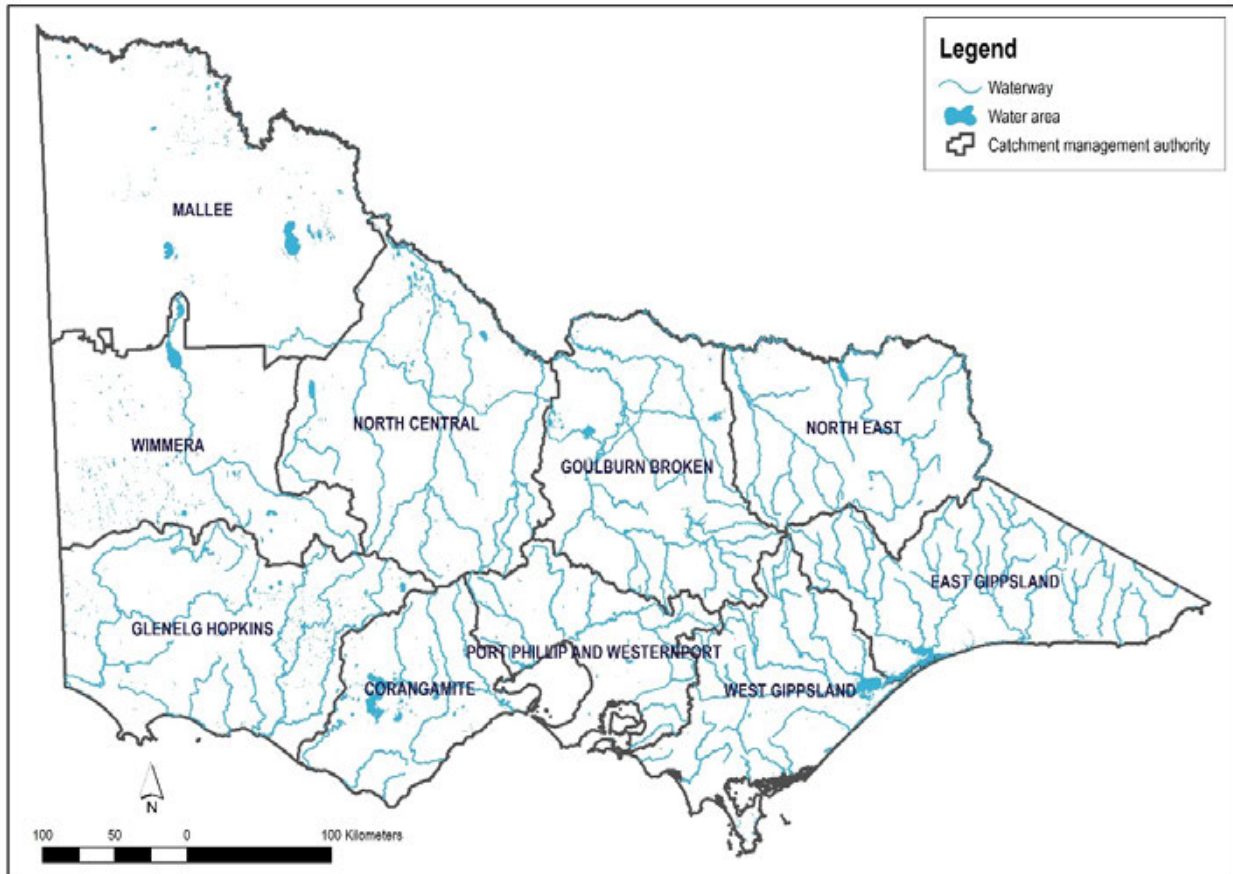 Legend
Waterway
Water area
Catchment management authority
MALLEE
WIMMERA
NORTH CENTRAL
GOULBURN BROKEN
NORTH EAST
EAST GIPPSLAND
GLENELG HOPKINS
PORT PHILLIP AND WESTERNPORT
CORANGAMITE
WEST GIPPSLAND
N
100 50 0 100 Kilometers